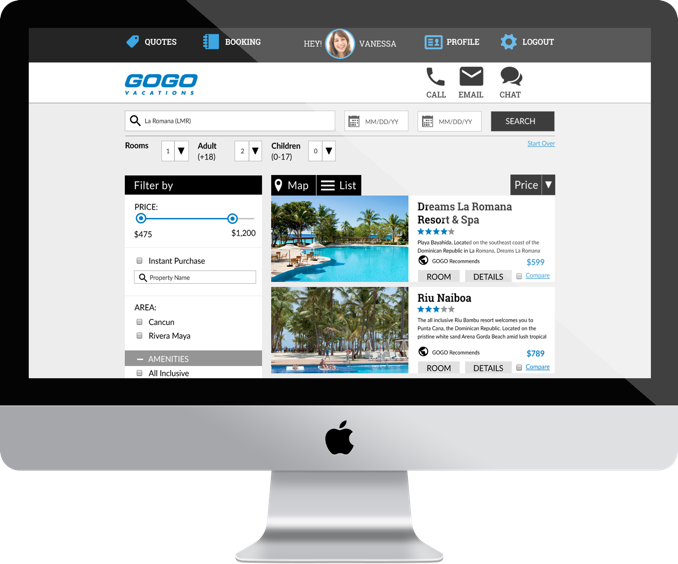 QUOTES BOOKING HEY! VANESSA PROFILE LOGOUT
GOGO
VACATIONS
CALL EMAIL CHAT
La Romana (LMR) MM/DD/YY MM/DD/YY SEARCH
Rooms 1 Adult 2 Children 0 Start Over
(+18) (0-17)
Filter by
PRICE:
$475 $1,200
Instant Purchase
Property Name
AREA:
Cancun
Rivera Maya
AMENITIES
All Inclusive
Map List Price
Dreams La Romana
Resort & Spa
Playa Bayahida, Located on the southeast coast of the
Dominican Republic in La Romana, Dreams La Romana
GOGO Recommends $599
ROOM DETAILS Compare
Riu Naiboa
The all inclusive Riu Bambu resort welcomes you to
Punta Cana, the Dominican Republic. Located on the
pristine white sand Arena Gorda Beach amid lush tropical
GOGO Recommends $789
ROOM DETAILS Compare